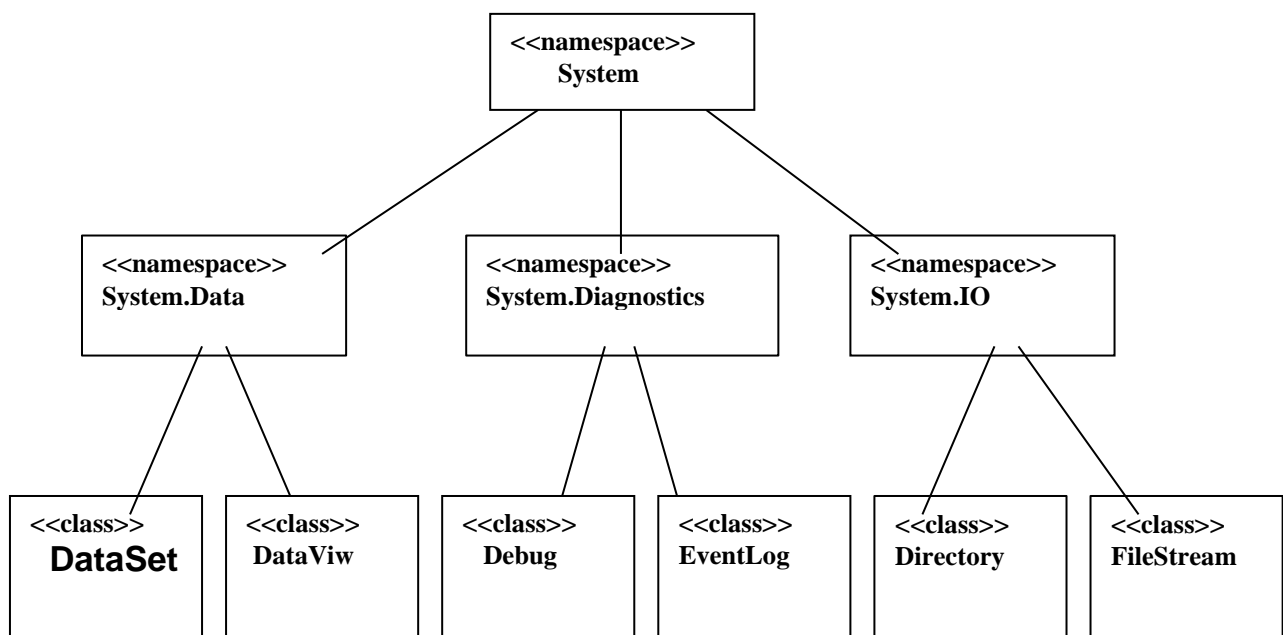 <<namespace>>
System
<<namespace>>
System.Data
<<namespace>>
System.Diagnostics
<<namespace>>
System.IO
<<class>>
DataSet
<<class>>
DataViw
<<class>>
Debug
<<class>>
EventLog
<<class>>
Directory
<<class>>
FileStream